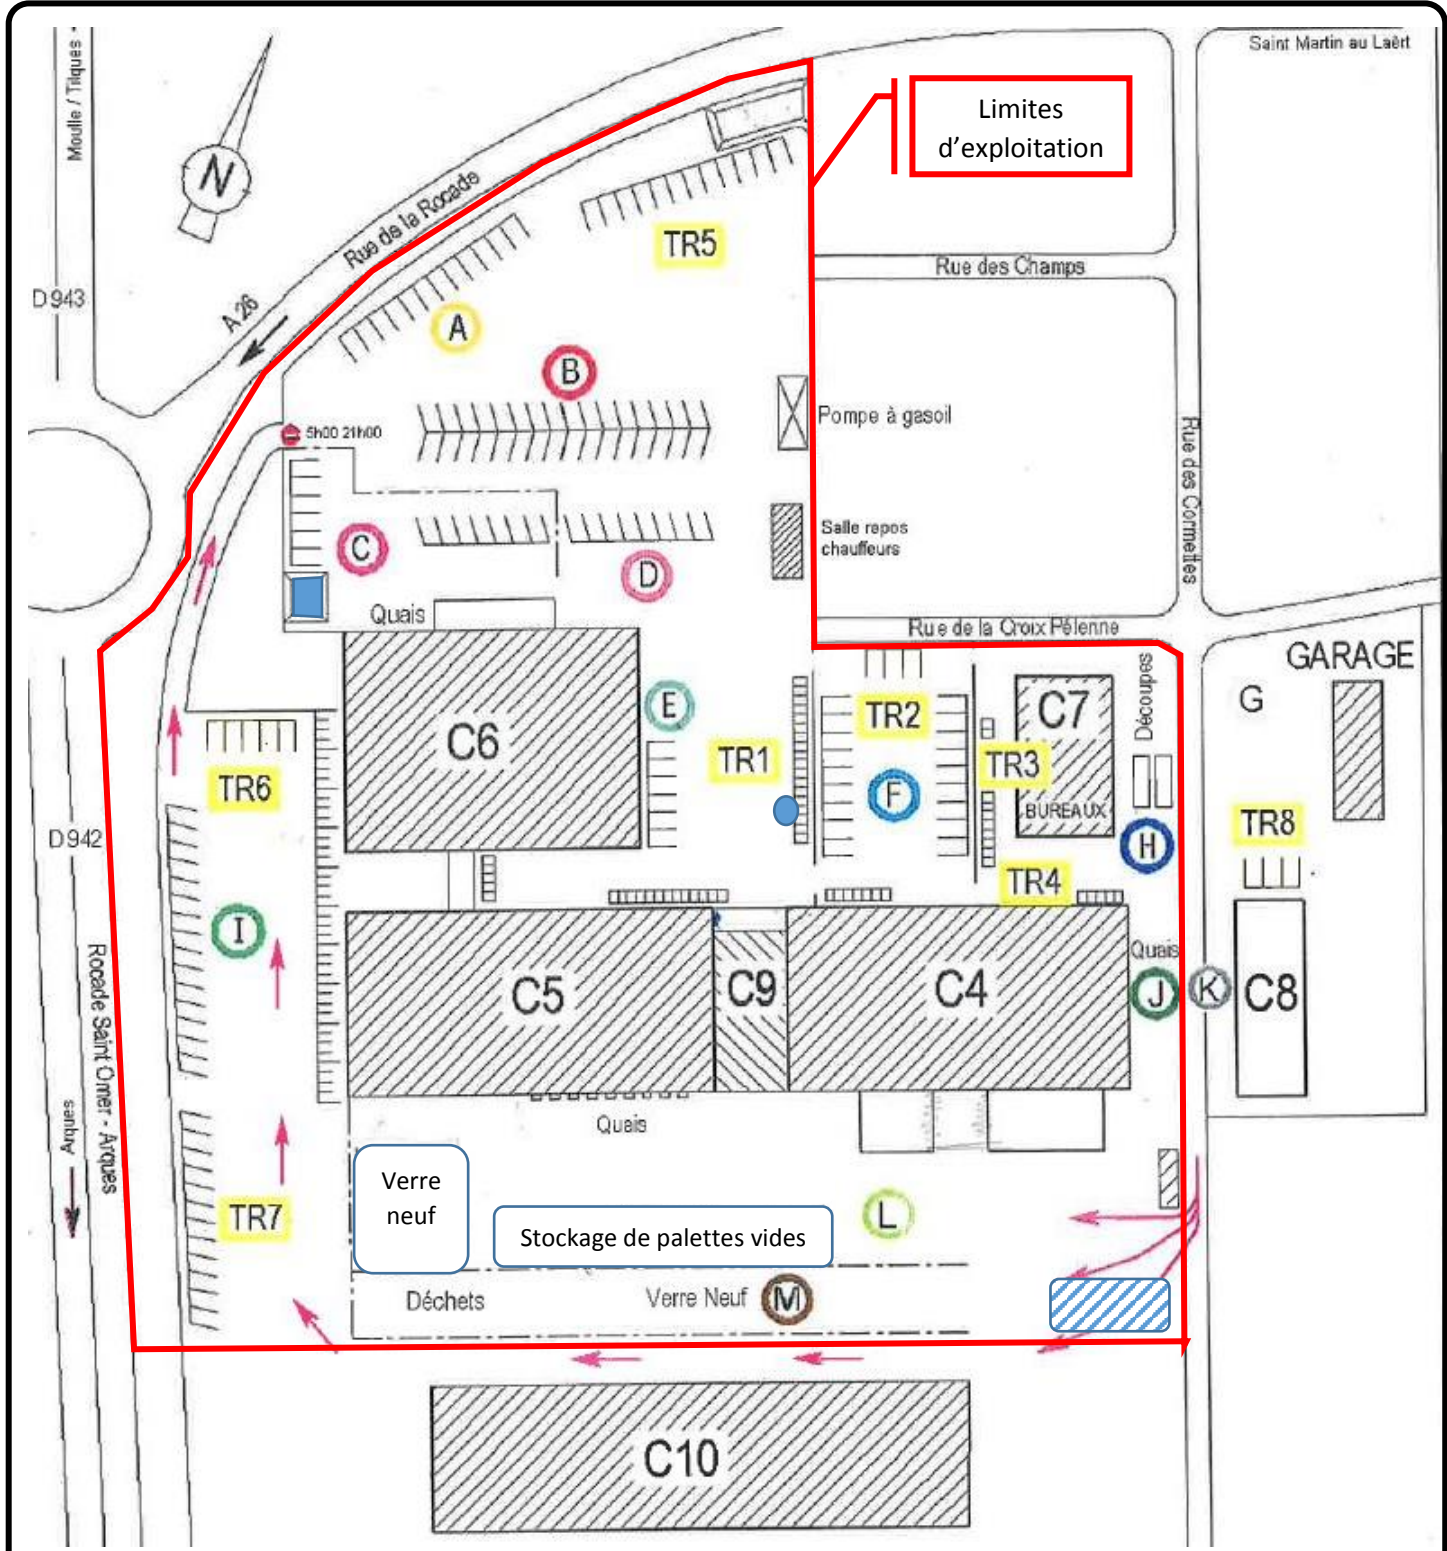 Saint Martin au Laërt
Moulle / Tilques
Limites
d’exploitation
N
Rue de la Rocade
TR5
Rue des Champs
D943
A 26
A
B
Pompe à gasoil
5h00 21h00
Rue des Cormettes
Salle repos
chauffeurs
C
D
Quais
Rue de la Croix Pélenne
GARAGE
Découpes
G
E
C6
TR2
C7
TR1
TR3
TR6
F
BUREAUX
TR8
D942
H
TR4
I
Quais
C5
C9
C4
J
K
C8
Rocade Saint Omer - Arques
Arques
Quais
Verre
neuf
L
TR7
Stockage de palettes vides
Déchets
Verre Neuf
M
C10